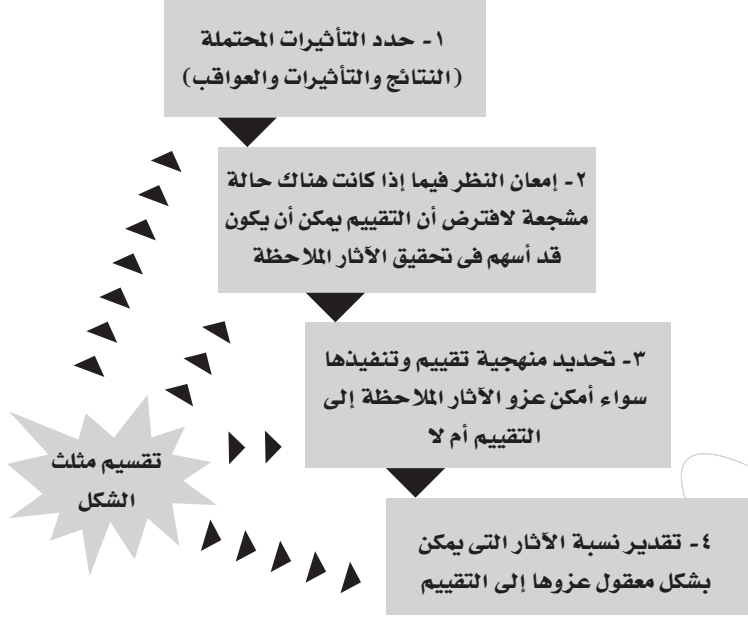 ١- حدد التأثيرات المحتملة
(النتائج والتأثيرات والعواقب)
٢- إمعان النظر فيما إذا كانت هناك حالة
مشجعة لافترض أن التقييم يمكن أن يكون
قد أسهم فى تحقيق الآثار الملاحظة
٣- تحديد منهجية تقييم وتنفيذها
سواء أمكن عزو الآثار الملاحظة إلى
التقييم أم لا
تقسيم مثلث
الشكل
٤- تقدير نسبة الآثار التى يمكن
بشكل معقول عزوها إلى التقييم